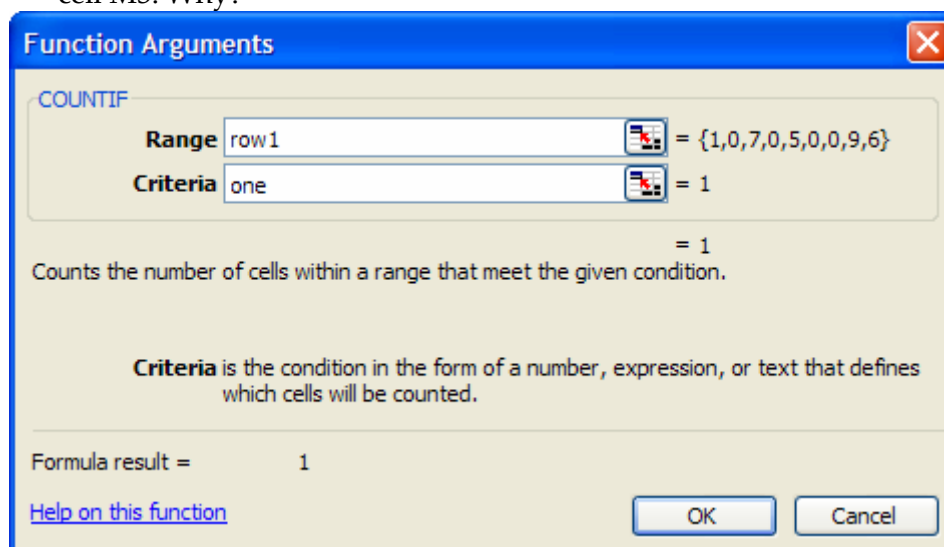 cell M3. Why?
Function Arguments
COUNTIF
Range row1 = {1,0,7,0,5,0,0,9,6}
Criteria one = 1
= 1
Counts the number of cells within a range that meet the given condition.
Criteria is the condition in the form of a number, expression, or text that defines
which cells will be counted.
Formula result = 1
Help on this function
OK Cancel